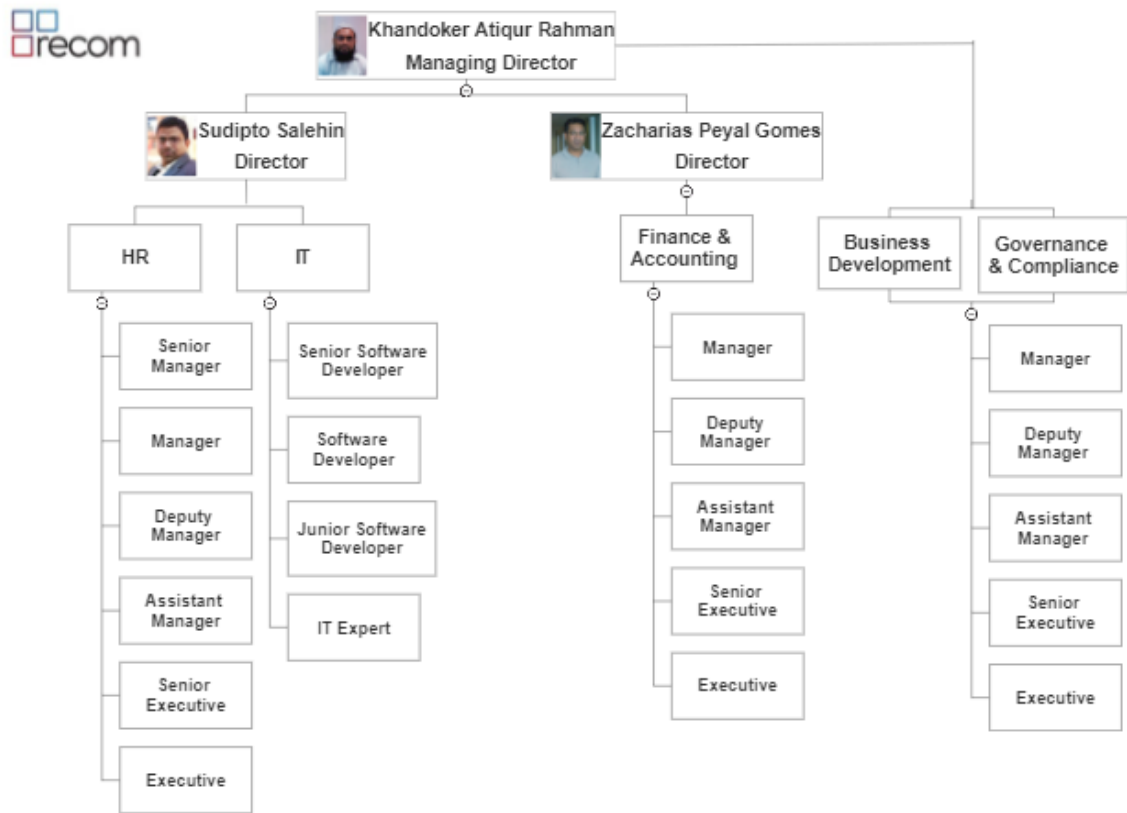 recom
Khandoker Atiqur Rahman
Managing Director
Sudipto Salehin
Director
Zacharias Peyal Gomes
Director
HR
IT
Finance &
Accounting
Business
Development
Governance
& Compliance
Senior
Manager
Manager
Deputy
Manager
Assistant
Manager
Senior
Executive
Executive
Senior Software
Developer
Software
Developer
Junior Software
Developer
IT Expert
Manager
Deputy
Manager
Assistant
Manager
Senior
Executive
Executive
Manager
Deputy
Manager
Assistant
Manager
Senior
Executive
Executive